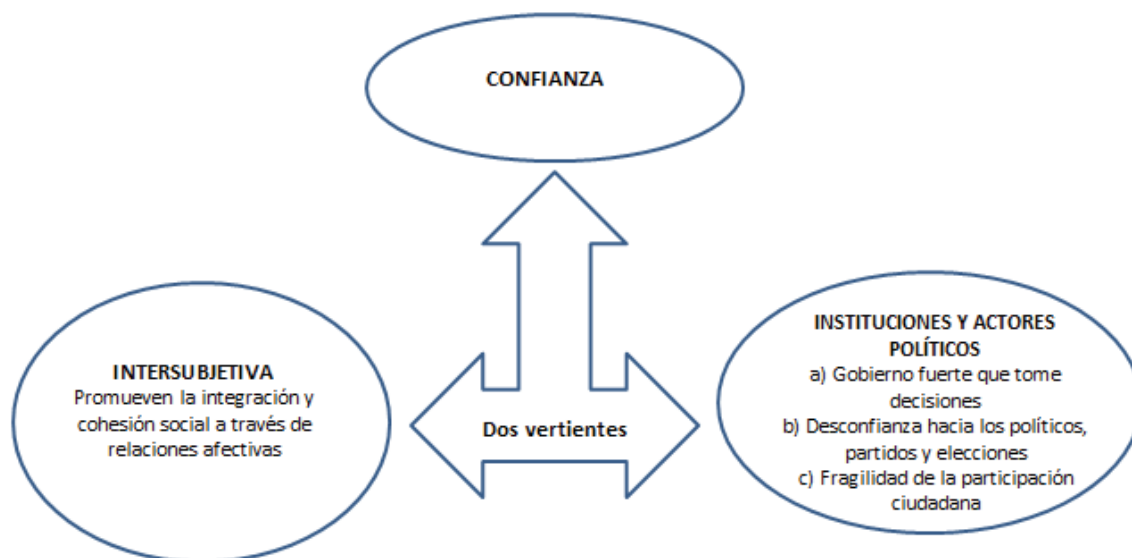 CONFIANZA
INTERSUBJETIVA
Promueven la integración y
cohesión social a través de
relaciones afectivas
Dos vertientes
INSTITUCIONES Y ACTORES
POLÍTICOS
a) Gobierno fuerte que tome
decisiones
b) Desconfianza hacia los políticos,
partidos y elecciones
c) Fragilidad de la participación
ciudadana